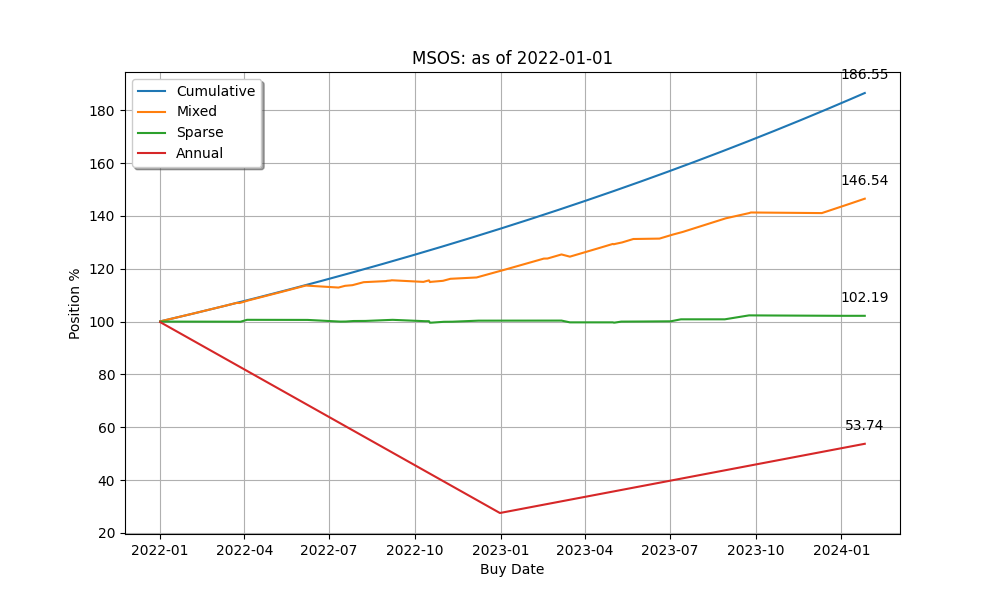 MSOS: as of 2022-01-01
Cumulative
Mixed
Sparse
Annual
186.55
146.54
102.19
53.74
Position %
180
160
140
120
100
80
60
40
20
2022-01 2022-04 2022-07 2022-10 2023-01 2023-04 2023-07 2023-10 2024-01
Buy Date